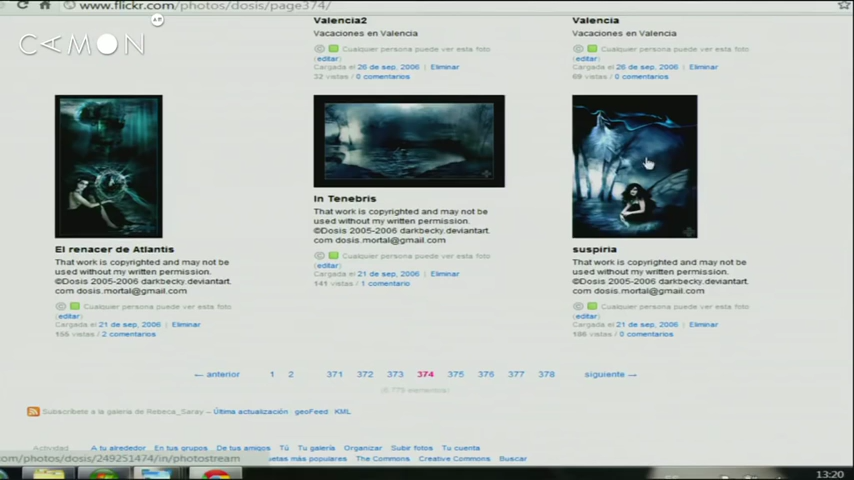 www.flickr.com/photos/dosis/page374/
CAMON
Valencia2
Vacaciones en Valencia
Cualquier persona puede ver esta foto
(editar)
Cargada el 26 de sep, 2006 | Eliminar
32 vistas / 0 comentarios
Valencia
Vacaciones en Valencia
Cualquier persona puede ver esta foto
(editar)
Cargada el 26 de sep, 2006 | Eliminar
69 vistas / 0 comentarios
El renacer de Atlantis
That work is copyrighted and may not be
used without my written permission.
©Dosis 2005-2006 darkbecky.deviantart.
com dosis.mortal@gmail.com
Cualquier persona puede ver esta foto
(editar)
Cargada el 21 de sep, 2006 | Eliminar
vistas / 2 comentarios
In Tenebris
That work is copyrighted and may not be
used without my written permission.
©Dosis 2005-2006 darkbecky.deviantart.
com dosis.mortal@gmail.com
Cualquier persona puede ver esta foto
(editar)
Cargada el 21 de sep, 2006 | Eliminar
141 vistas / 1 comentario
suspiria
That work is copyrighted and may not be
used without my written permission.
©Dosis 2005-2006 darkbecky.deviantart.
com dosis.mortal@gmail.com
Cualquier persona puede ver esta foto
(editar)
Cargada el 21 de sep, 2006 | Eliminar
186 vistas / 0 comentarios
← anterior 1 2 371 372 373 374 375 376 377 378 siguiente →
Subscríbete a la galería de Rebeca_Saray – Última actualización · geoFeed · KML
Actividad A tu alrededor En tus grupos De tus amigos Tú Tu galería Organizar Subir fotos Tu cuenta
etas más populares The Commons Creative Commons Buscar
com/photos/dosis/249251474/in/photostream
13:20